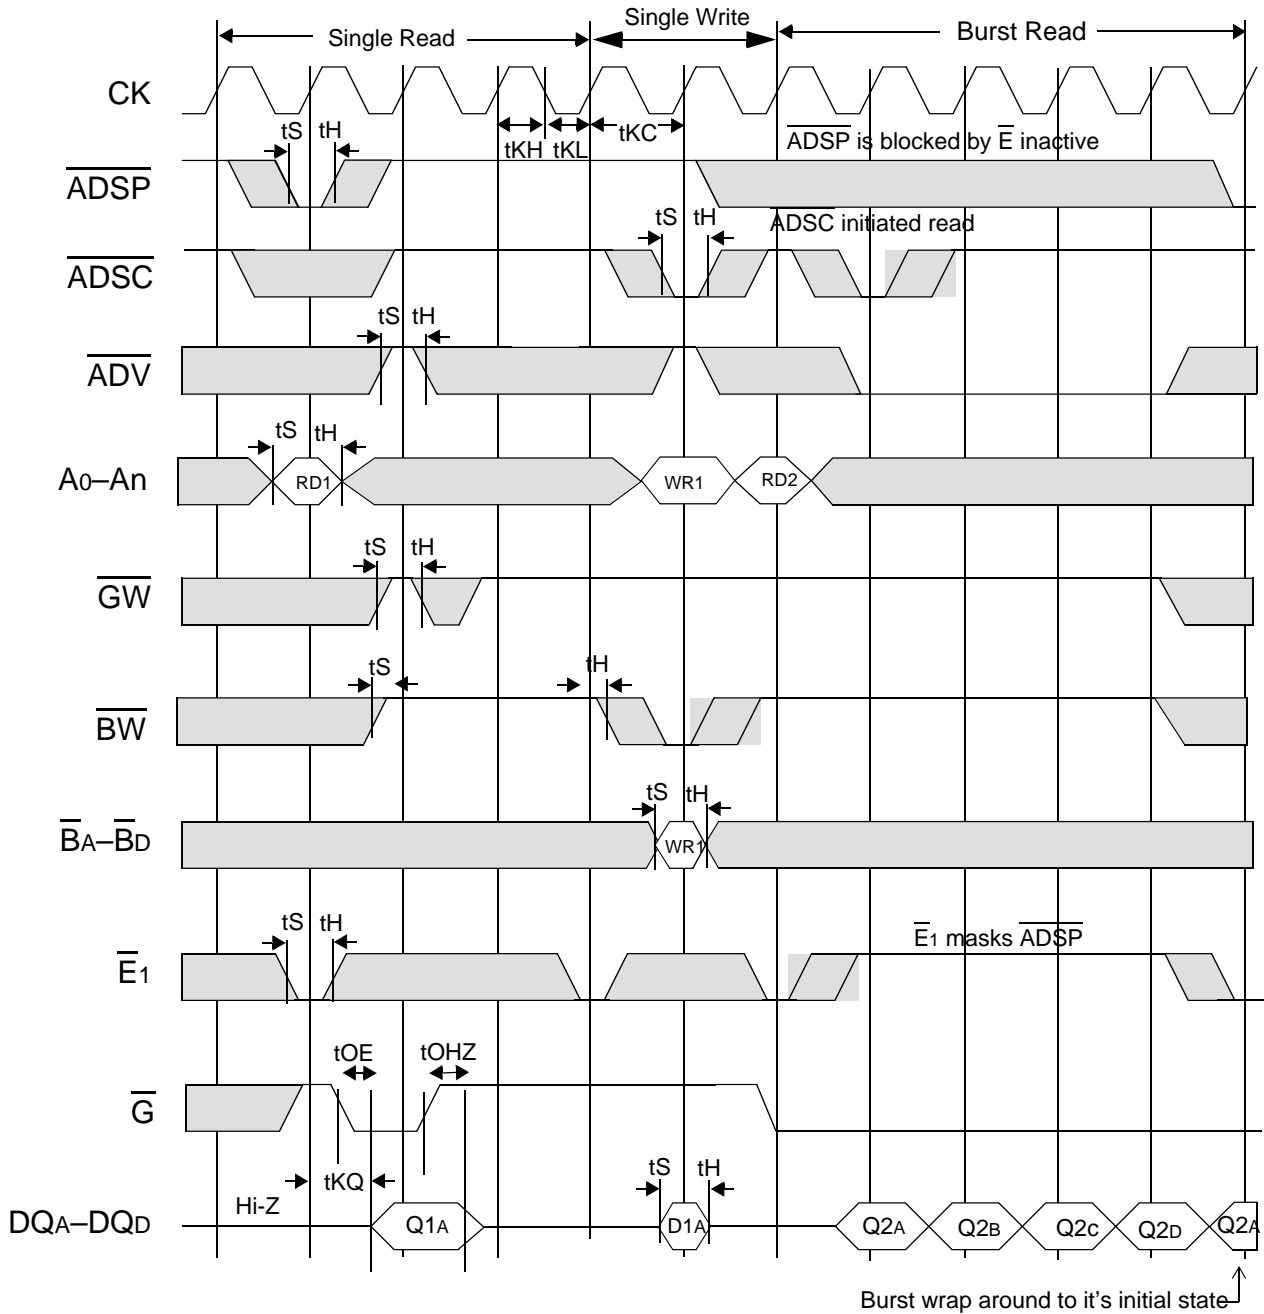 Single Read
Single Write
Burst Read
CK
tS
tH
tKH
tKL
tKC
ADSP is blocked by E inactive
ADSP
tS
tH
ADSC initiated read
ADSC
tS
tH
ADV
tS
tH
A0–An
RD1
WR1
RD2
tS
tH
GW
tS
tH
BW
tS
tH
BA–BD
WR1
tS
tH
E1 masks ADSP
E1
tOE
tOHZ
G
tKQ
tS
tH
Hi-Z
DQA–DQD
Q1A
D1A
Q2A
Q2B
Q2C
Q2D
Q2A
Burst wrap around to it's initial state